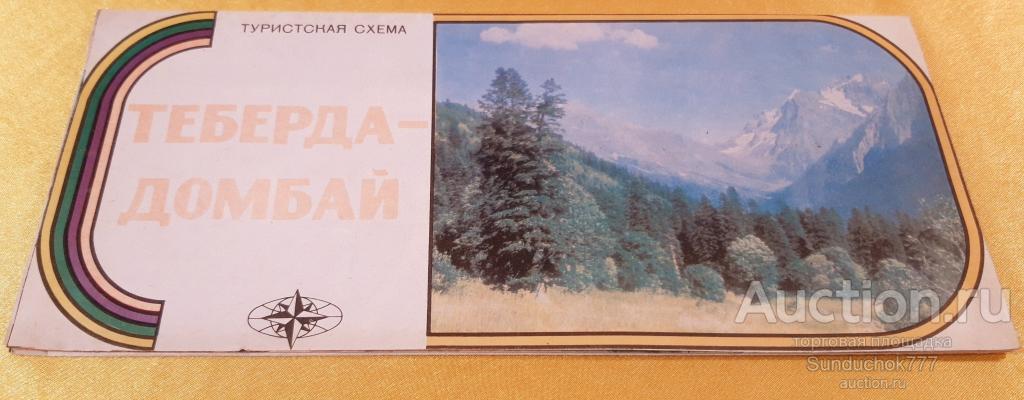 ТУРИСТСКАЯ СХЕМА
ТЕБЕРДА-
ДОМБАЙ
Auction.ru
торговая площадка
Sunduchok777
auction.ru